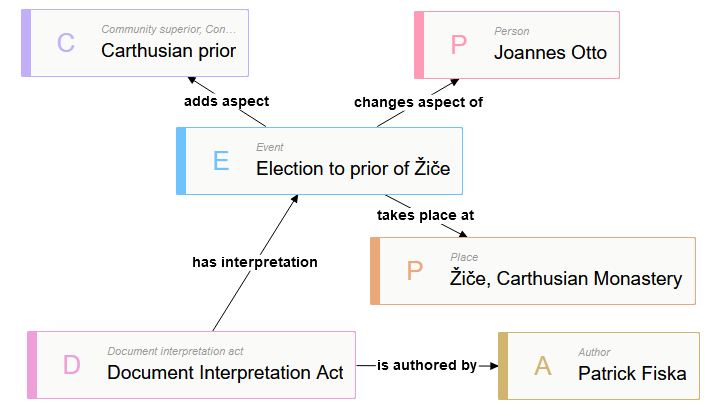 C
Community superior, Con…
Carthusian prior
P
Person
Joannes Otto
adds aspect
changes aspect of
E
Event
Election to prior of Žiče
takes place at
P
Place
Žiče, Carthusian Monastery
has interpretation
D
Document interpretation act
Document Interpretation Act
is authored by
A
Author
Patrick Fiska